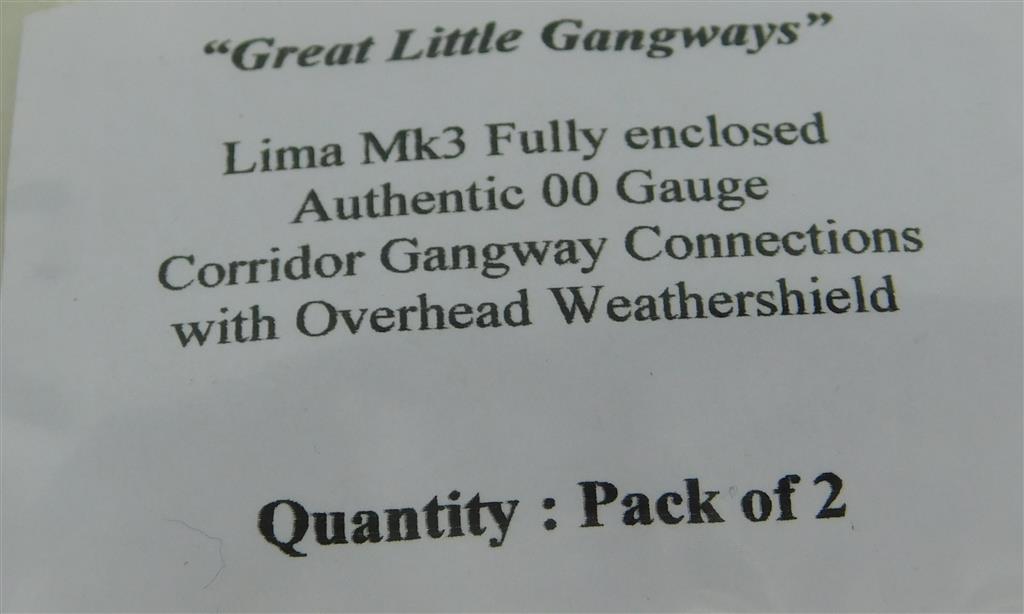 “Great Little Gangways”
Lima Mk3 Fully enclosed
Authentic 00 Gauge
Corridor Gangway Connections
with Overhead Weathershield
Quantity : Pack of 2